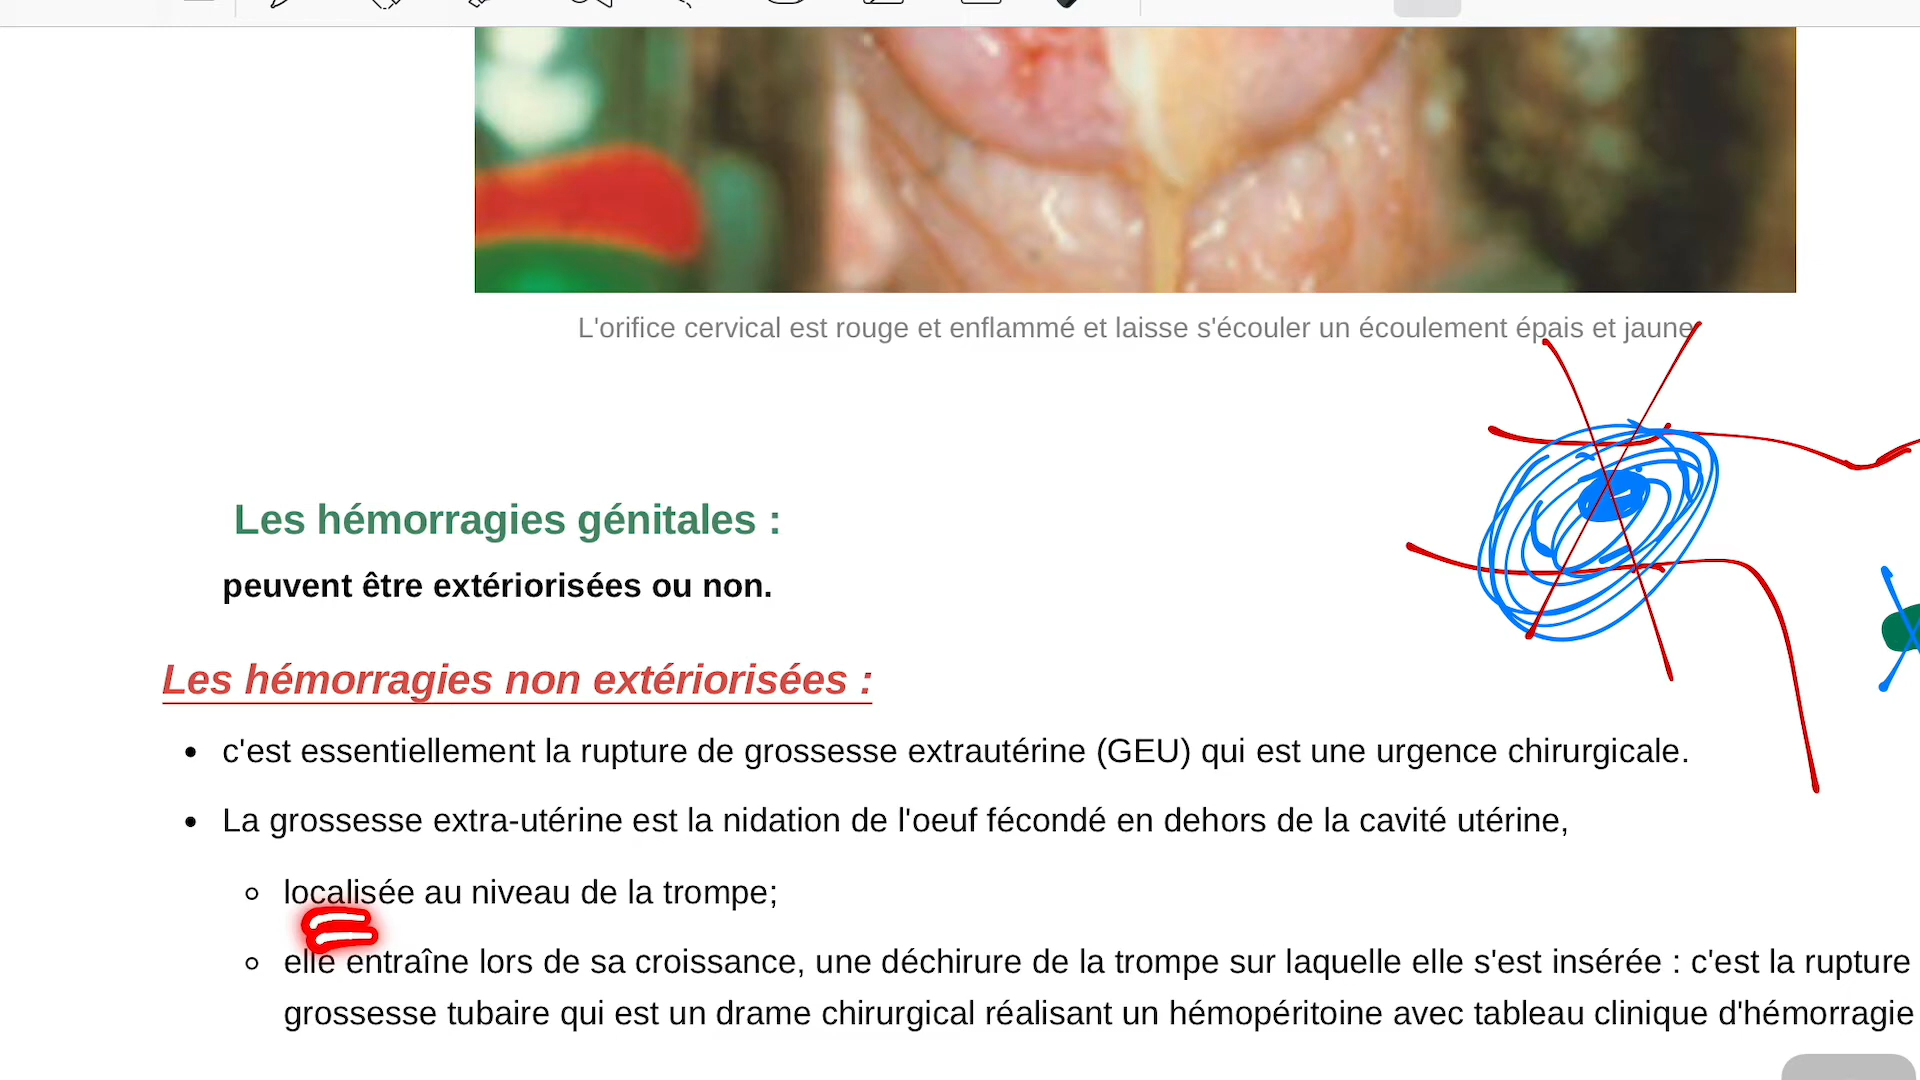 L'orifice cervical est rouge et enflammé et laisse s'écouler un écoulement épais et jaune
Les hémorragies génitales :
peuvent être extériorisées ou non.
Les hémorragies non extériorisées :
c'est essentiellement la rupture de grossesse extrautérine (GEU) qui est une urgence chirurgicale.
La grossesse extra-utérine est la nidation de l'oeuf fécondé en dehors de la cavité utérine,
localisée au niveau de la trompe;
elle entraîne lors de sa croissance, une déchirure de la trompe sur laquelle elle s'est insérée : c'est la rupture
grossesse tubaire qui est un drame chirurgical réalisant un hémopéritoine avec tableau clinique d'hémorragie